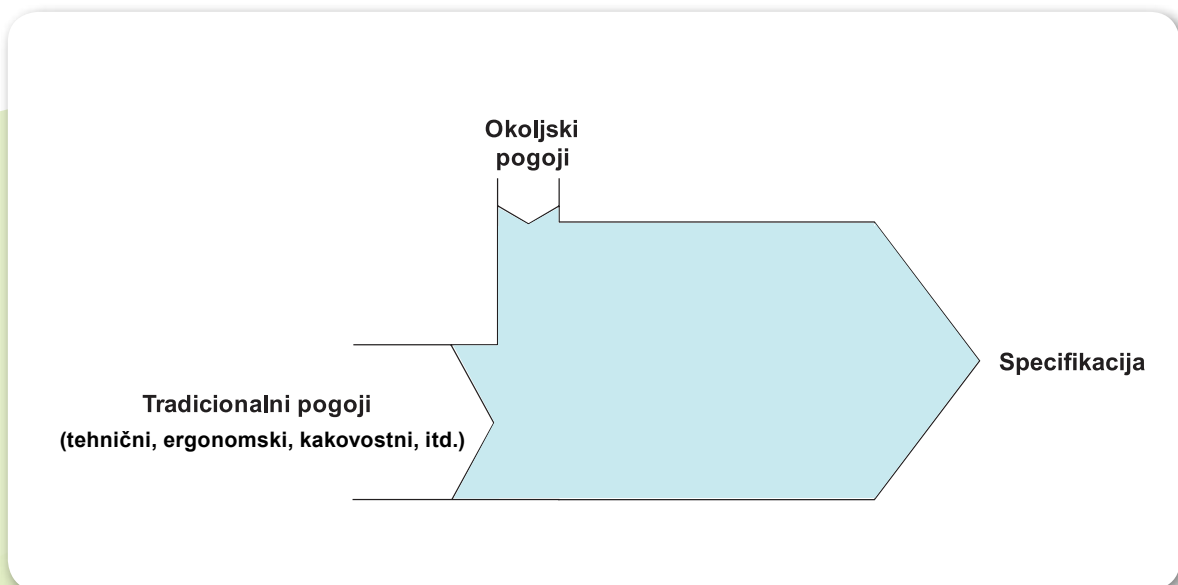 Okoljski
pogoji
Specifikacija
Tradicionalni pogoji
(tehnični, ergonomski, kakovostni, itd.)